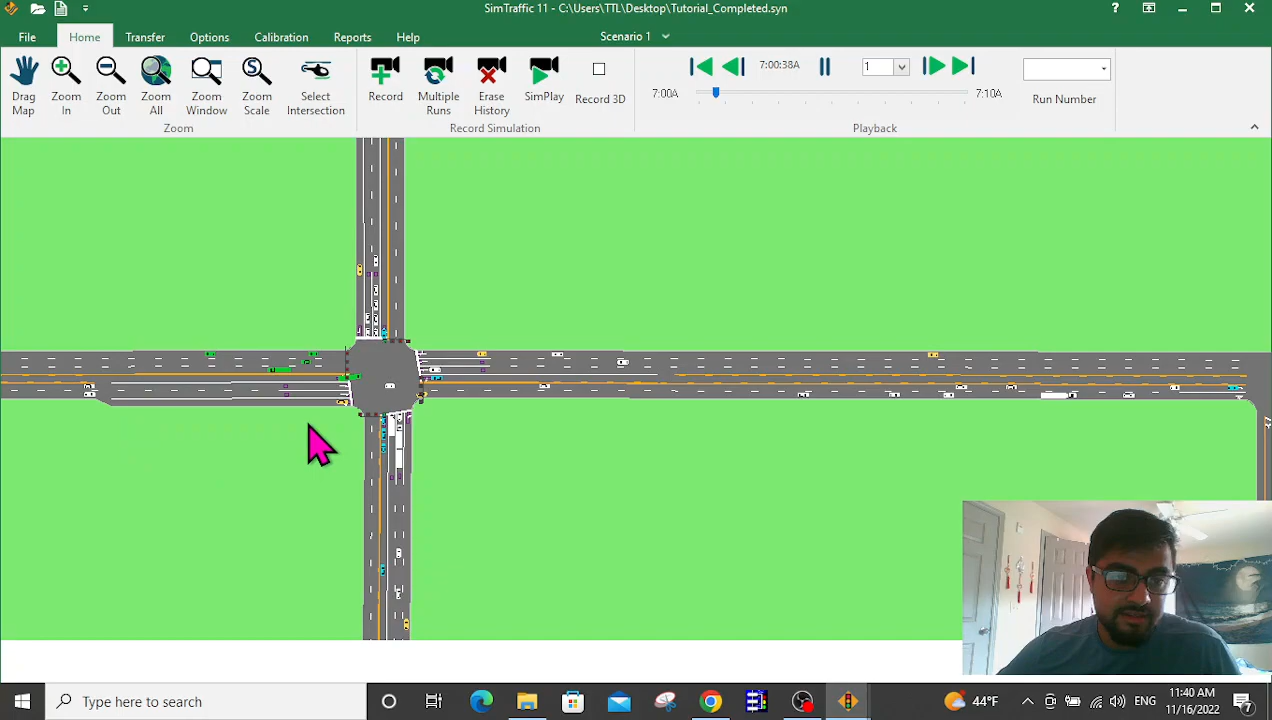 SimTraffic 11 - C:\Users\TTL\Desktop\Tutorial_Completed.syn
File Home Transfer Options Calibration Reports Help Scenario 1
Drag Map
Zoom In
Zoom Out
Zoom All
Zoom Window
Zoom Scale
Select Intersection
Record
Multiple Runs
Erase History
SimPlay
Record 3D
7:00:38A
1
7:00A
7:10A
Run Number
Zoom
Record Simulation
Playback
Type here to search
44°F
ENG
11:40 AM
11/16/2022
7